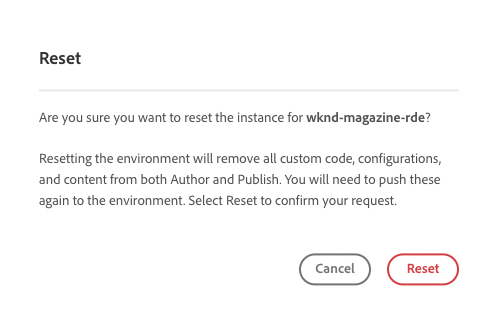 Reset
Are you sure you want to reset the instance for wknd-magazine-rde?
Resetting the environment will remove all custom code, configurations,
and content from both Author and Publish. You will need to push these
again to the environment. Select Reset to confirm your request.
Cancel Reset